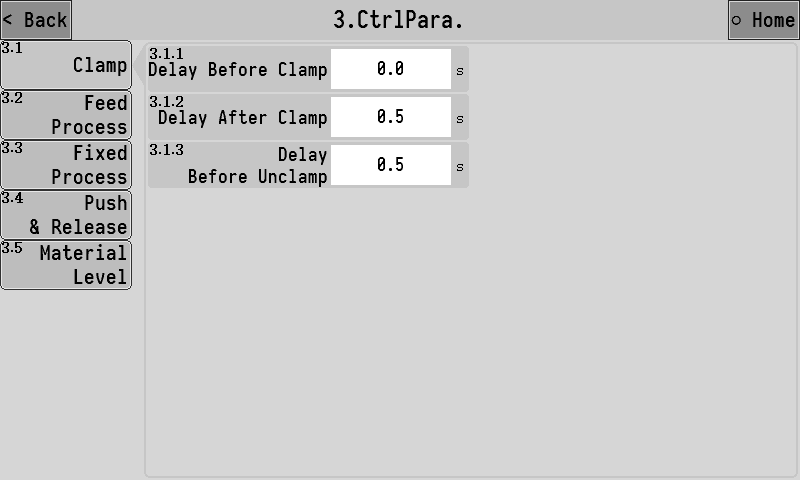 < Back
3.CtrlPara.
○ Home
3.1
Clamp
3.2
Feed
Process
3.3
Fixed
Process
3.4
Push
& Release
3.5
Material
Level
3.1.1
Delay Before Clamp
0.0
s
3.1.2
Delay After Clamp
0.5
s
3.1.3
Delay
Before Unclamp
0.5
s